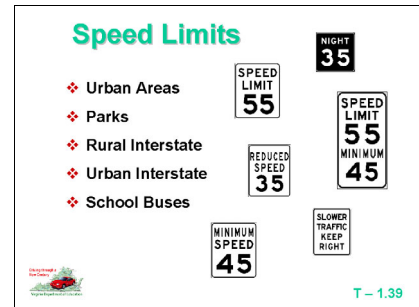 Speed Limits
Urban Areas
Parks
Rural Interstate
Urban Interstate
School Buses
NIGHT
35
SPEED
LIMIT
55
SPEED
LIMIT
55
MINIMUM
45
REDUCED
SPEED
35
MINIMUM
SPEED
45
SLOWER
TRAFFIC
KEEP
RIGHT
T – 1.39